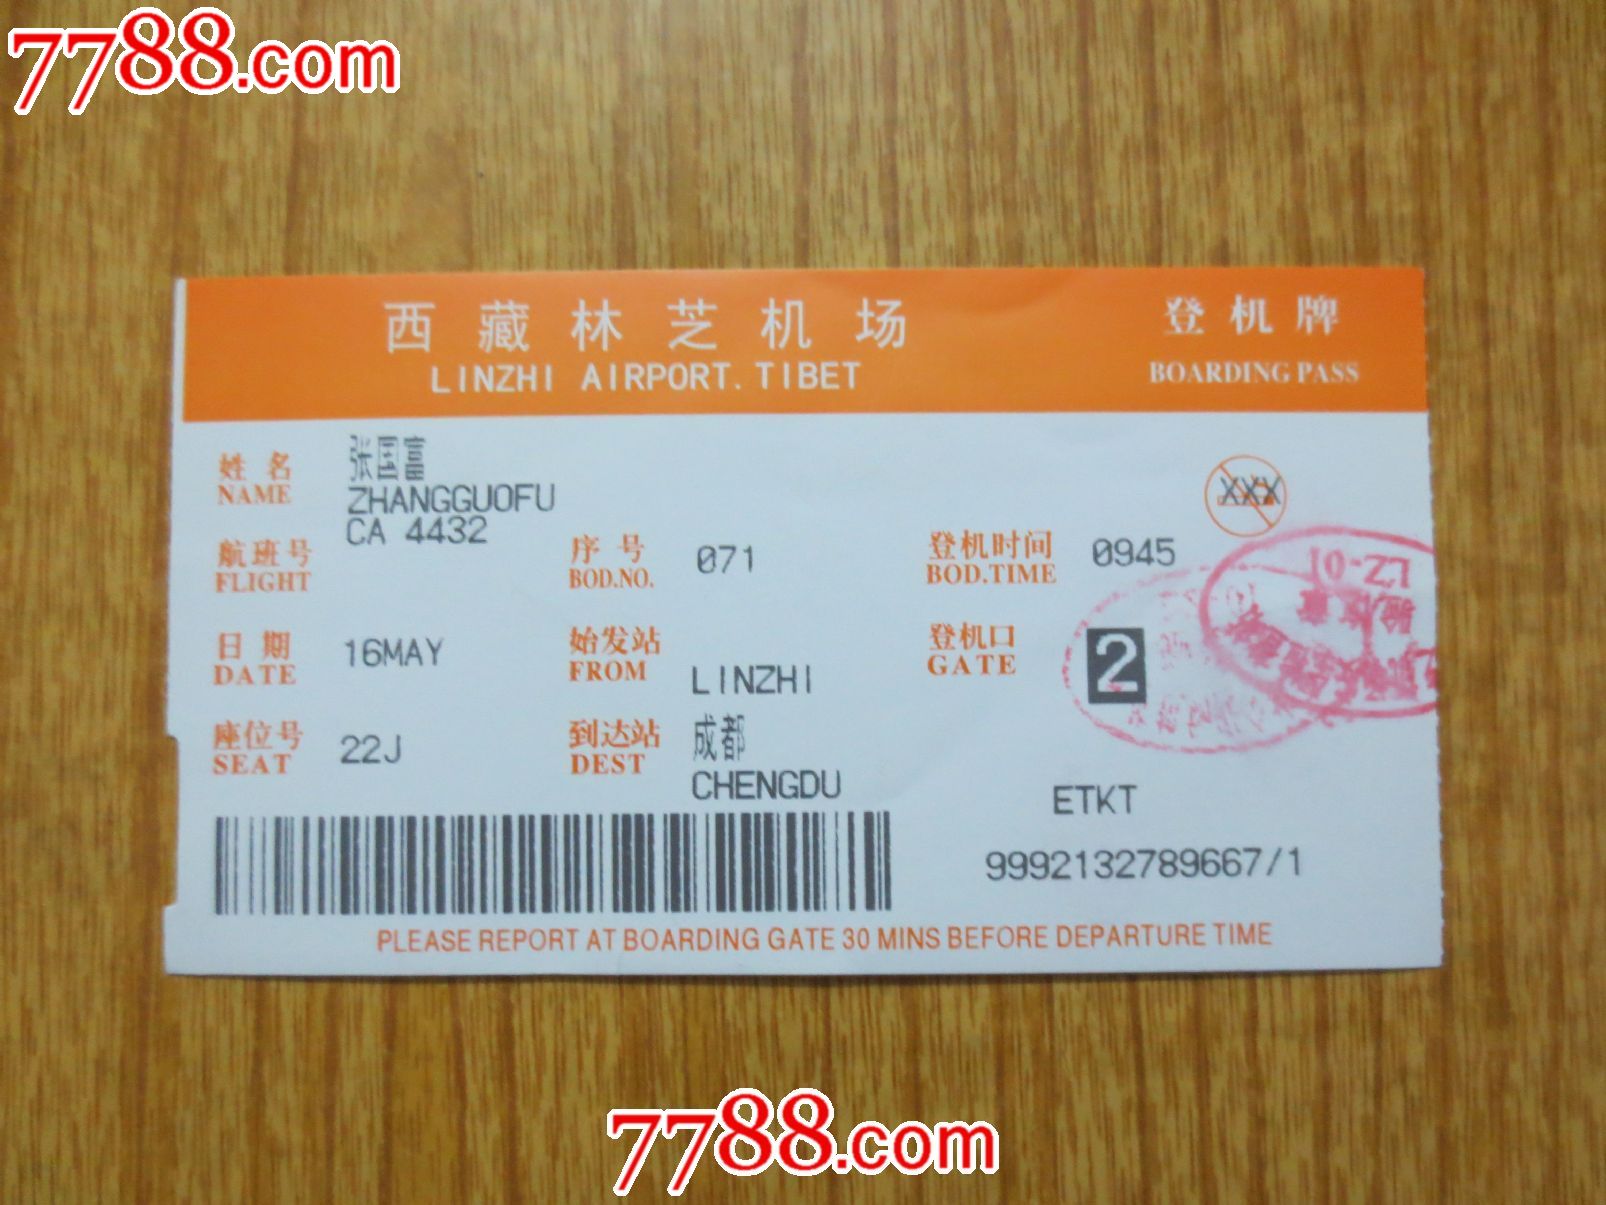 7788.com
西藏林芝机场
LINZHI AIRPORT. TIBET
登机牌
BOARDING PASS
姓名
NAME
张国富
ZHANGGUOFU
航班号
FLIGHT
CA 4432
序号
BOD.NO.
071
登机时间
BOD.TIME
0945
XXX
LZ-01
日期
DATE
16MAY
始发站
FROM
LINZHI
登机口
GATE
2
座位号
SEAT
22J
到达站
DEST
成都
CHENGDU
ETKT
9992132789667/1
PLEASE REPORT AT BOARDING GATE 30 MINS BEFORE DEPARTURE TIME
7788.com